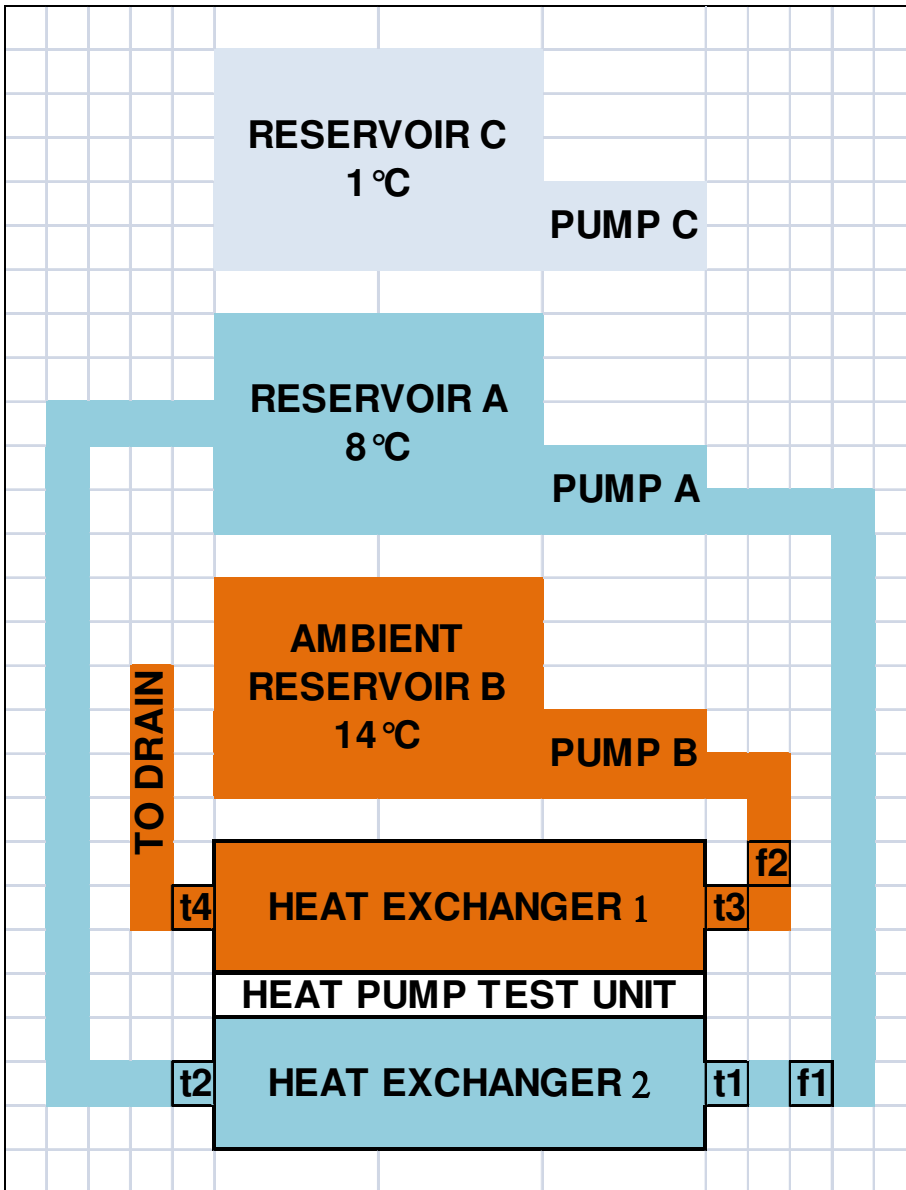 RESERVOIR C
1°C
PUMP C
RESERVOIR A
8°C
PUMP A
AMBIENT
RESERVOIR B
14°C
PUMP B
TO DRAIN
f2
t4
HEAT EXCHANGER 1
t3
HEAT PUMP TEST UNIT
t2
HEAT EXCHANGER 2
t1
f1